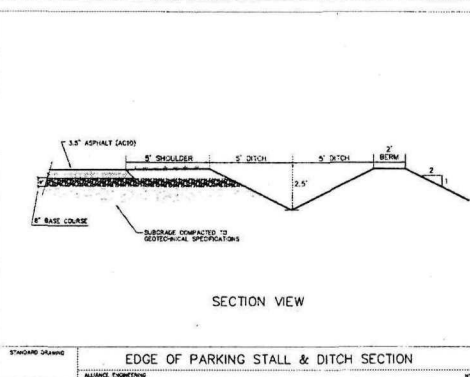 3.5" ASPHALT (AC10)
5' SHOULDER
5' DITCH
5' DITCH
2'
BERM
2
1
2.5'
8" BASE COURSE
SUBGRADE COMPACTED TO
GEOTECHNICAL SPECIFICATIONS
SECTION VIEW
STANDARD DRAWING
EDGE OF PARKING STALL & DITCH SECTION
ALLIANCE ENGINEERING